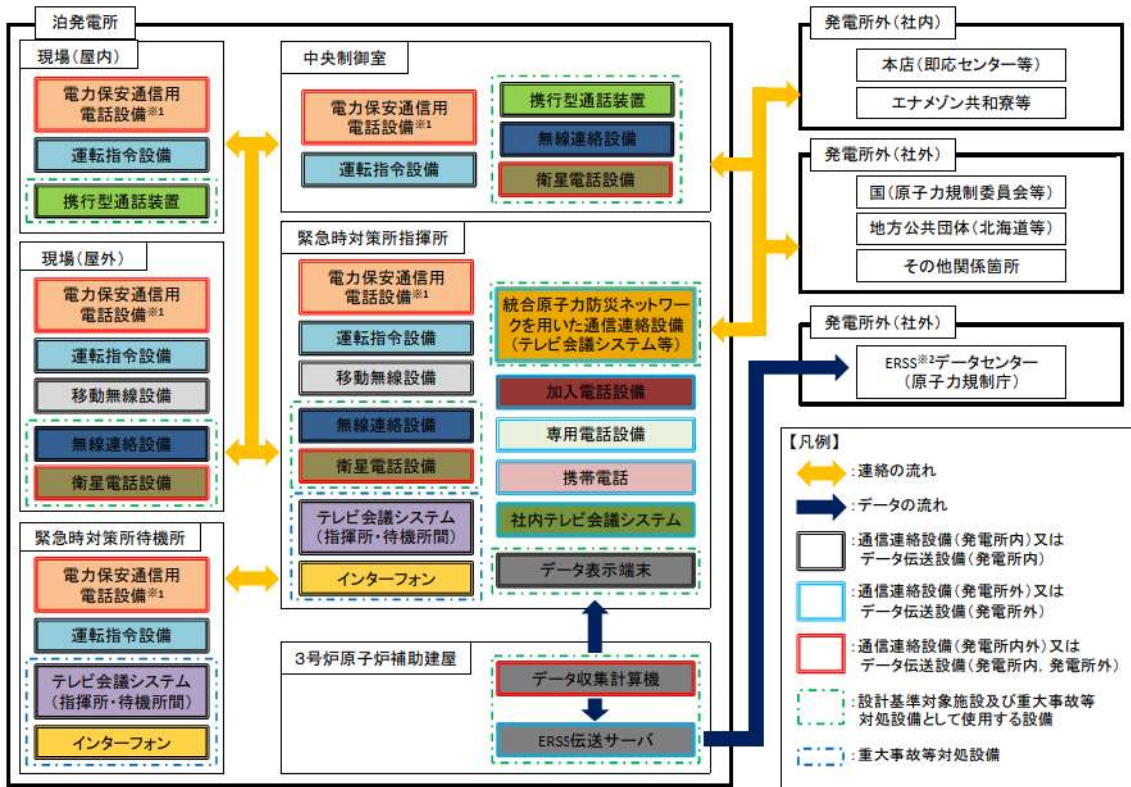 泊発電所
現場(屋内)
電力保安通信用
電話設備※1
運転指令設備
携行型通話装置
現場(屋外)
電力保安通信用
電話設備※1
運転指令設備
移動無線設備
無線連絡設備
衛星電話設備
緊急時対策所待機所
電力保安通信用
電話設備※1
運転指令設備
テレビ会議システム
(指揮所・待機所間)
インターフォン
中央制御室
電力保安通信用
電話設備※1
運転指令設備
携行型通話装置
無線連絡設備
衛星電話設備
緊急時対策所指揮所
電力保安通信用
電話設備※1
運転指令設備
移動無線設備
無線連絡設備
衛星電話設備
テレビ会議システム
(指揮所・待機所間)
インターフォン
統合原子力防災ネットワー
クを用いた通信連絡設備
(テレビ会議システム等)
加入電話設備
専用電話設備
携帯電話
社内テレビ会議システム
データ表示端末
3号炉原子炉補助建屋
データ収集計算機
ERSS伝送サーバ
発電所外(社内)
本店(即応センター等)
エナメゾン共和寮等
発電所外(社外)
国(原子力規制委員会等)
地方公共団体(北海道等)
その他関係箇所
発電所外(社外)
ERSS※2データセンター
(原子力規制庁)
【凡例】
:連絡の流れ
:データの流れ
:通信連絡設備(発電所内)又は
データ伝送設備(発電所内)
:通信連絡設備(発電所外)又は
データ伝送設備(発電所外)
:通信連絡設備(発電所内外)又は
データ伝送設備(発電所内,発電所外)
:設計基準対象施設及び重大事故等
対処設備として使用する設備
:重大事故等対処設備